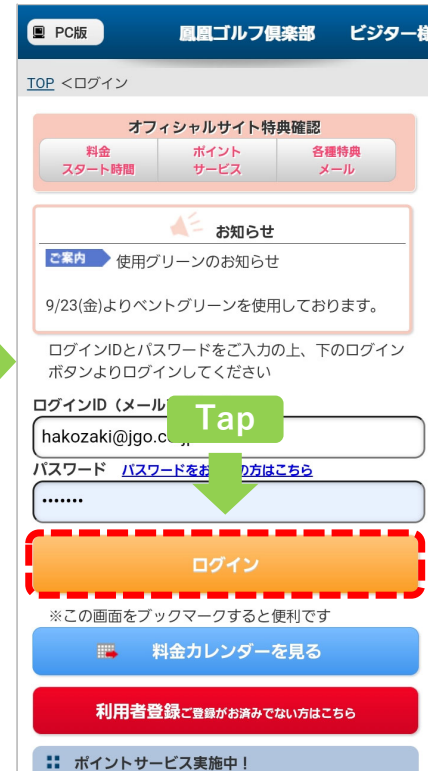 PC版 鳳凰ゴルフ倶楽部 ビジター様
TOP <ログイン
オフィシャルサイト特典確認
料金 ポイント 各種特典
スタート時間 サービス メール
お知らせ
ご案内 使用グリーンのお知らせ
9/23(金)よりベントグリーンを使用しております。
ログインIDとパスワードをご入力の上、下のログイン
ボタンよりログインしてください
ログインID（メール
Tap
hakozaki@jgo.c
パスワード パスワードをお の方はこちら
•••••••
ログイン
※この画面をブックマークすると便利です
料金カレンダーを見る
利用者登録ご登録がお済みでない方はこちら
ポイントサービス実施中！